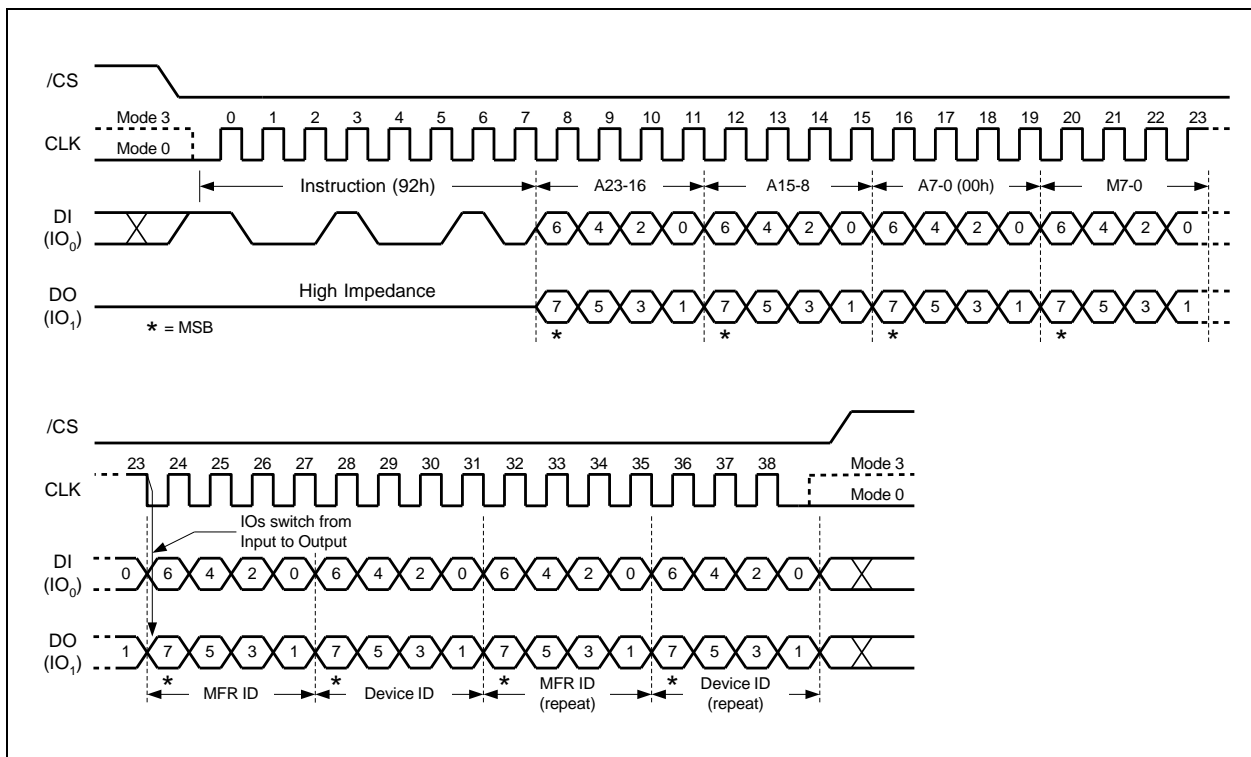 /CS
Mode 3 0 1 2 3 4 5 6 7 8 9 10 11 12 13 14 15 16 17 18 19 20 21 22 23
CLK
Mode 0
Instruction (92h) A23-16 A15-8 A7-0 (00h) M7-0
DI
(IO0)
6 4 2 0 6 4 2 0 6 4 2 0 6 4 2 0
High Impedance
DO
(IO1)
7 5 3 1 7 5 3 1 7 5 3 1 7 5 3 1
* = MSB
* * * *
/CS
23 24 25 26 27 28 29 30 31 32 33 34 35 36 37 38 Mode 3
CLK
Mode 0
IOs switch from
Input to Output
DI
(IO0)
0 6 4 2 0 6 4 2 0 6 4 2 0 6 4 2 0
DO
(IO1)
1 7 5 3 1 7 5 3 1 7 5 3 1 7 5 3 1
* * * *
MFR ID Device ID MFR ID
(repeat)
Device ID
(repeat)